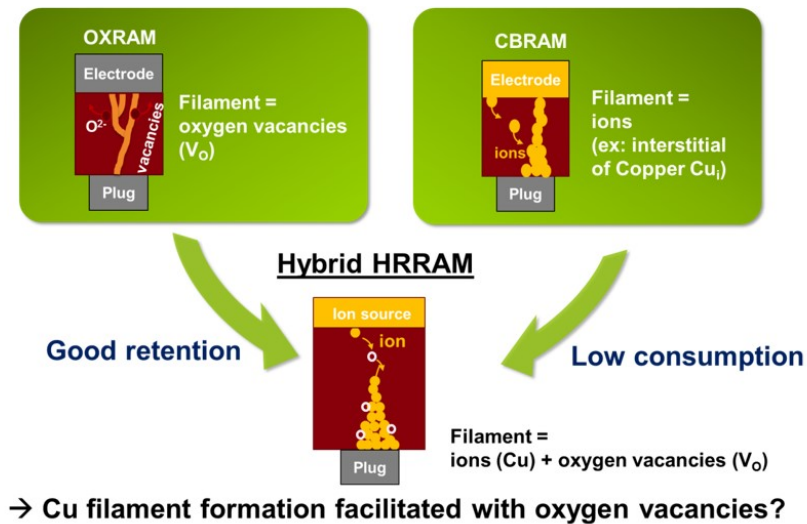 OXRAM
Electrode
O2-
vacancies
Plug
Filament =
oxygen vacancies
(VO)
CBRAM
Electrode
ions
Plug
Filament =
ions
(ex: interstitial
of Copper Cui)
Hybrid HRRAM
Good retention
Low consumption
Ion source
ion
Plug
Filament =
ions (Cu) + oxygen vacancies (VO)
→ Cu filament formation facilitated with oxygen vacancies?